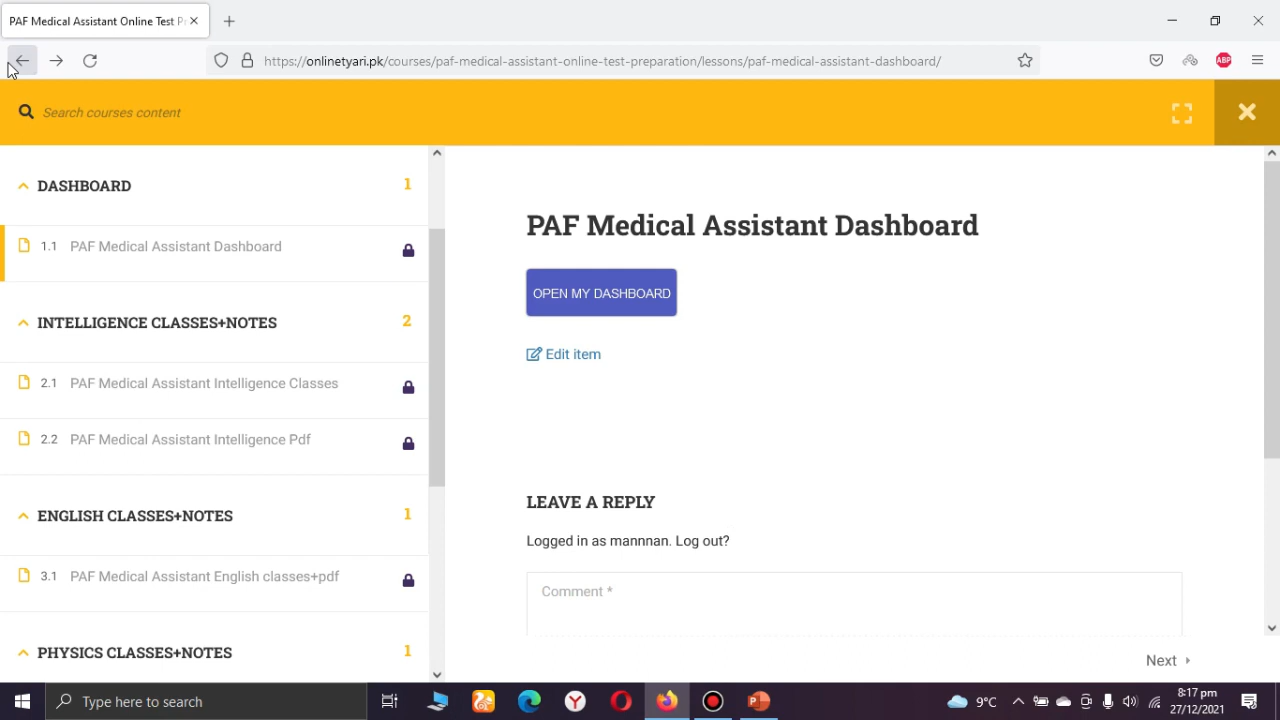 PAF Medical Assistant Online Test Pr
https://onlinetyari.pk/courses/paf-medical-assistant-online-test-preparation/lessons/paf-medical-assistant-dashboard/
ABP
Search courses content
DASHBOARD 1
1.1 PAF Medical Assistant Dashboard
INTELLIGENCE CLASSES+NOTES 2
2.1 PAF Medical Assistant Intelligence Classes
2.2 PAF Medical Assistant Intelligence Pdf
ENGLISH CLASSES+NOTES 1
3.1 PAF Medical Assistant English classes+pdf
PHYSICS CLASSES+NOTES 1
PAF Medical Assistant Dashboard
OPEN MY DASHBOARD
Edit item
LEAVE A REPLY
Logged in as mannnan. Log out?
Comment *
Next
Type here to search
9°C
8:17 pm
27/12/2021